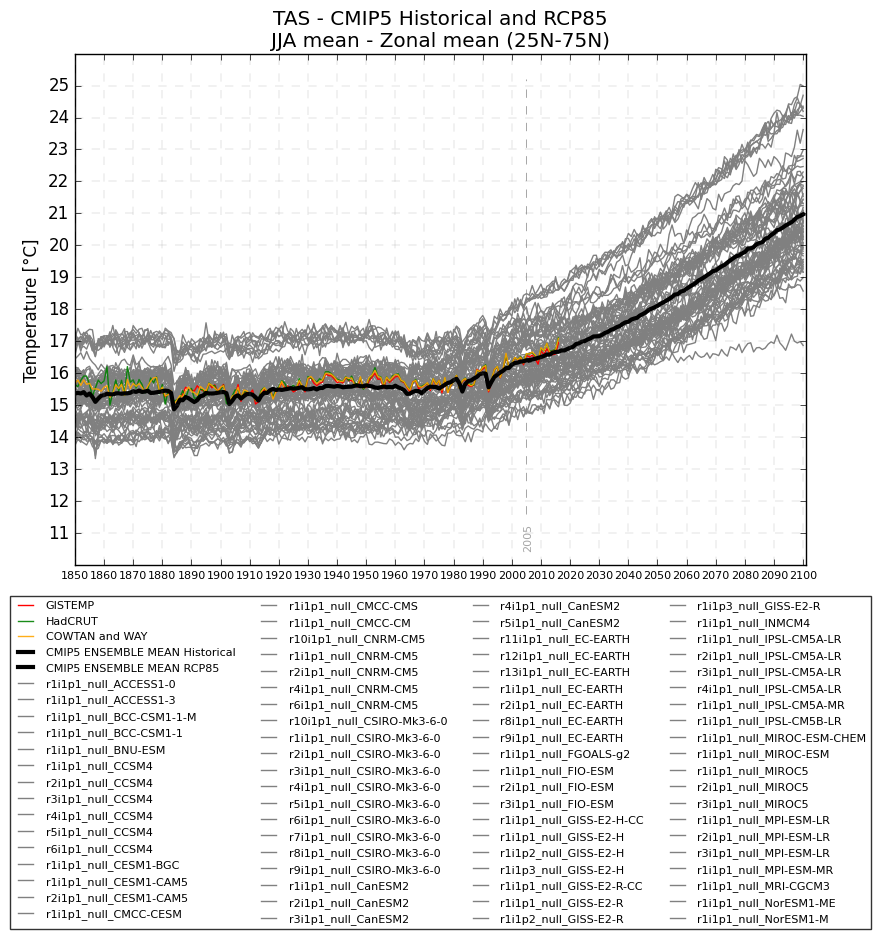 TAS - CMIP5 Historical and RCP85
JJA mean - Zonal mean (25N-75N)
Temperature [°C]
25
24
23
22
21
20
19
18
17
16
15
14
13
12
11
2005
1850 1860 1870 1880 1890 1900 1910 1920 1930 1940 1950 1960 1970 1980 1990 2000 2010 2020 2030 2040 2050 2060 2070 2080 2090 2100
GISTEMP
HadCRUT
COWTAN and WAY
CMIP5 ENSEMBLE MEAN Historical
CMIP5 ENSEMBLE MEAN RCP85
r1i1p1_null_ACCESS1-0
r1i1p1_null_ACCESS1-3
r1i1p1_null_BCC-CSM1-1-M
r1i1p1_null_BCC-CSM1-1
r1i1p1_null_BNU-ESM
r1i1p1_null_CCSM4
r2i1p1_null_CCSM4
r3i1p1_null_CCSM4
r4i1p1_null_CCSM4
r5i1p1_null_CCSM4
r6i1p1_null_CCSM4
r1i1p1_null_CESM1-BGC
r1i1p1_null_CESM1-CAM5
r2i1p1_null_CESM1-CAM5
r1i1p1_null_CMCC-CESM
r1i1p1_null_CMCC-CMS
r1i1p1_null_CMCC-CM
r10i1p1_null_CNRM-CM5
r1i1p1_null_CNRM-CM5
r2i1p1_null_CNRM-CM5
r4i1p1_null_CNRM-CM5
r6i1p1_null_CNRM-CM5
r10i1p1_null_CSIRO-Mk3-6-0
r1i1p1_null_CSIRO-Mk3-6-0
r2i1p1_null_CSIRO-Mk3-6-0
r3i1p1_null_CSIRO-Mk3-6-0
r4i1p1_null_CSIRO-Mk3-6-0
r5i1p1_null_CSIRO-Mk3-6-0
r6i1p1_null_CSIRO-Mk3-6-0
r7i1p1_null_CSIRO-Mk3-6-0
r8i1p1_null_CSIRO-Mk3-6-0
r9i1p1_null_CSIRO-Mk3-6-0
r1i1p1_null_CanESM2
r2i1p1_null_CanESM2
r3i1p1_null_CanESM2
r4i1p1_null_CanESM2
r5i1p1_null_CanESM2
r11i1p1_null_EC-EARTH
r12i1p1_null_EC-EARTH
r13i1p1_null_EC-EARTH
r1i1p1_null_EC-EARTH
r2i1p1_null_EC-EARTH
r8i1p1_null_EC-EARTH
r9i1p1_null_EC-EARTH
r1i1p1_null_FGOALS-g2
r1i1p1_null_FIO-ESM
r2i1p1_null_FIO-ESM
r3i1p1_null_FIO-ESM
r1i1p1_null_GISS-E2-H-CC
r1i1p1_null_GISS-E2-H
r1i1p2_null_GISS-E2-H
r1i1p3_null_GISS-E2-H
r1i1p1_null_GISS-E2-R-CC
r1i1p1_null_GISS-E2-R
r1i1p2_null_GISS-E2-R
r1i1p3_null_GISS-E2-R
r1i1p1_null_INMCM4
r1i1p1_null_IPSL-CM5A-LR
r2i1p1_null_IPSL-CM5A-LR
r3i1p1_null_IPSL-CM5A-LR
r4i1p1_null_IPSL-CM5A-LR
r1i1p1_null_IPSL-CM5A-MR
r1i1p1_null_IPSL-CM5B-LR
r1i1p1_null_MIROC-ESM-CHEM
r1i1p1_null_MIROC-ESM
r1i1p1_null_MIROC5
r2i1p1_null_MIROC5
r3i1p1_null_MIROC5
r1i1p1_null_MPI-ESM-LR
r2i1p1_null_MPI-ESM-LR
r3i1p1_null_MPI-ESM-LR
r1i1p1_null_MPI-ESM-MR
r1i1p1_null_MRI-CGCM3
r1i1p1_null_NorESM1-ME
r1i1p1_null_NorESM1-M